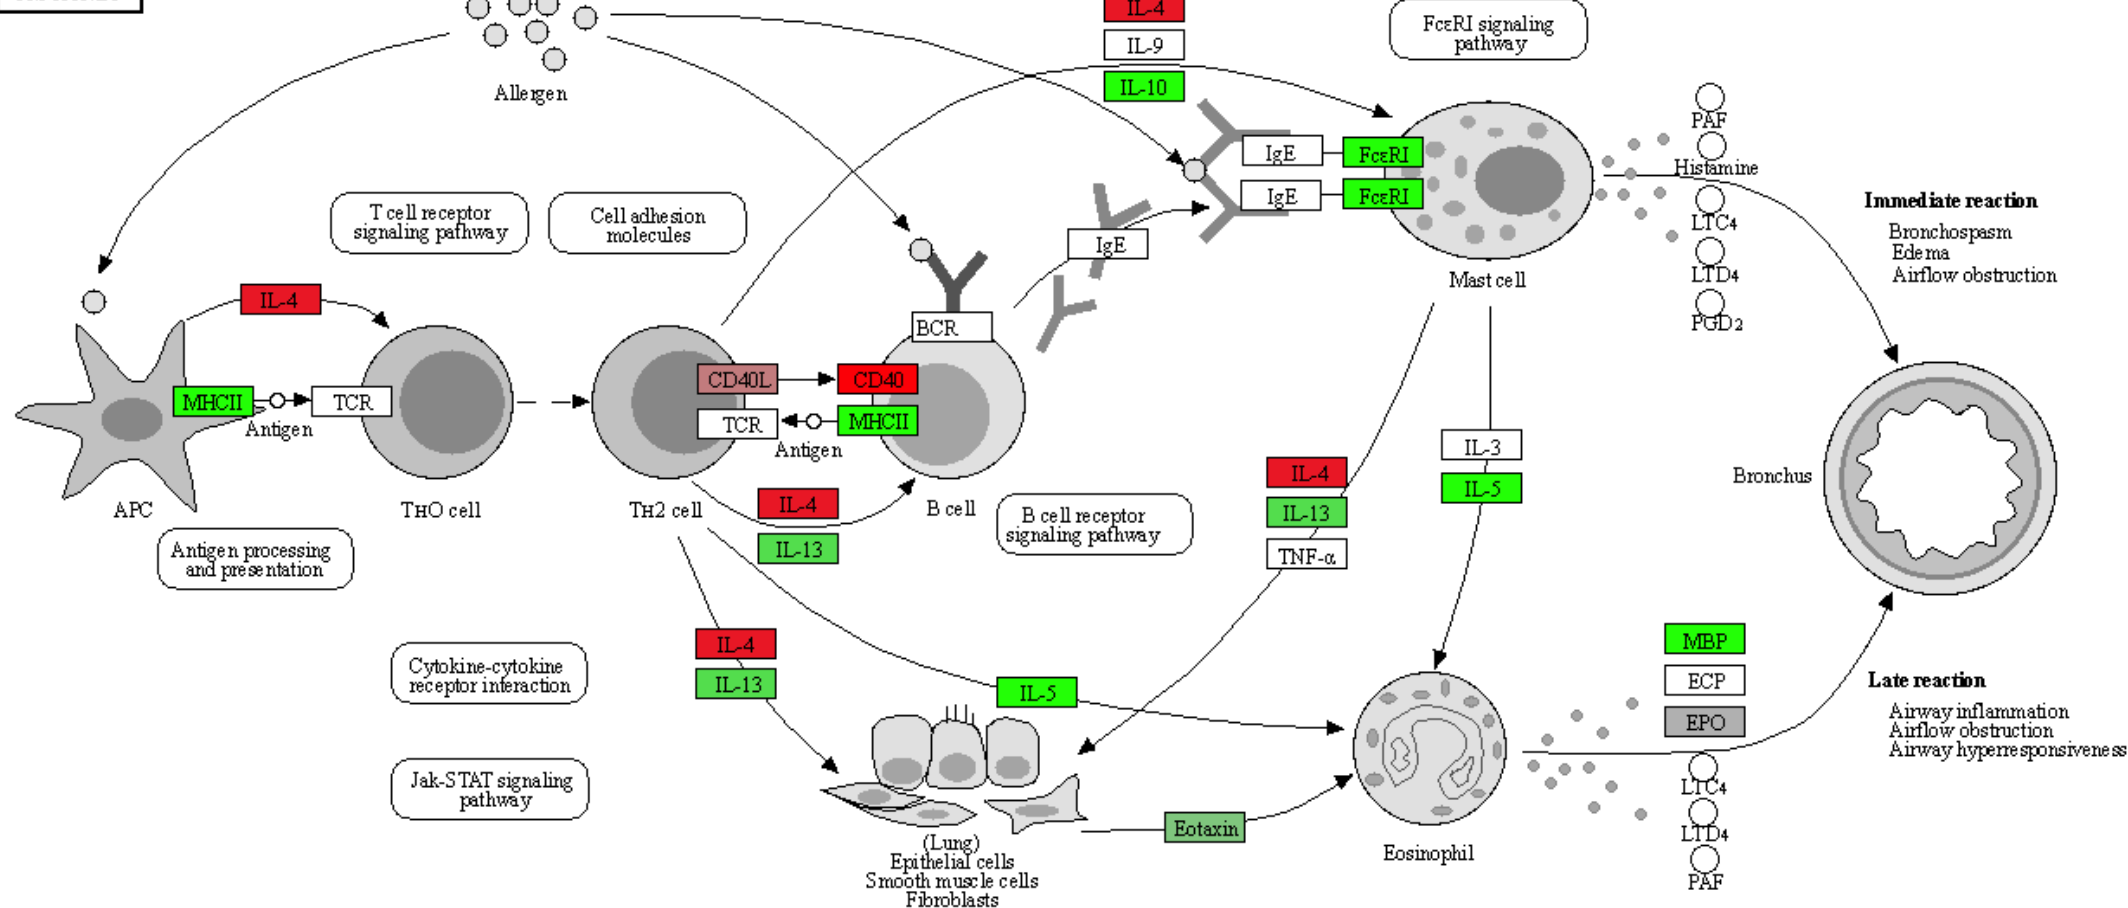 IL-4
IL-9
IL-10
FcεRI signaling
pathway
Allergen
PAF
Histamine
LTC4
LTD4
PGD2
IgE
FcεRI
IgE
FcεRI
IgE
Mast cell
Immediate reaction
Bronchospasm
Edema
Airflow obstruction
T cell receptor
signaling pathway
Cell adhesion
molecules
IL-4
BCR
MHCII
TCR
Antigen
CD40L
CD40
TCR
MHCII
Antigen
APC
TH0 cell
TH2 cell
B cell
IL-4
IL-13
B cell receptor
signaling pathway
IL-4
IL-13
TNF-α
IL-3
IL-5
Bronchus
Antigen processing
and presentation
Cytokine-cytokine
receptor interaction
IL-4
IL-13
IL-5
MBP
ECP
EPO
Late reaction
Airway inflammation
Airflow obstruction
Airway hyperresponsiveness
Jak-STAT signaling
pathway
Eotaxin
LTC4
LTD4
PAF
Eosinophil
(Lung)
Epithelial cells
Smooth muscle cells
Fibroblasts